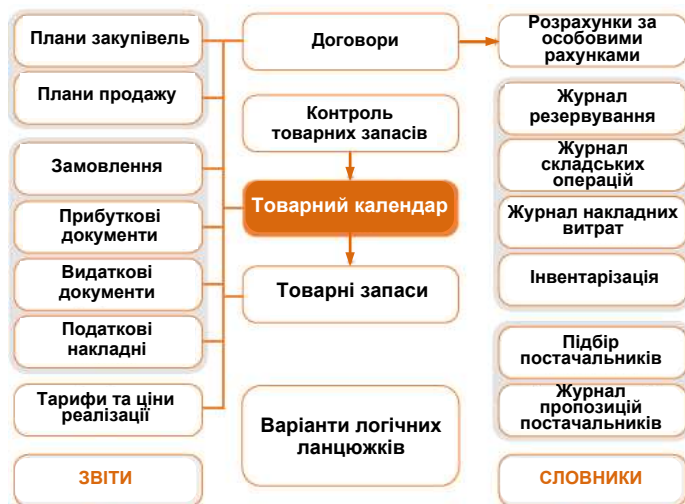 Плани закупівель
Плани продажу
Замовлення
Прибуткові
документи
Видаткові
документи
Податкові
накладні
Тарифи та ціни
реалізації
ЗВІТИ
Договори
Контроль
товарних запасів
Товарний календар
Товарні запаси
Варіанти логічних
ланцюжків
Розрахунки за
особовими
рахунками
Журнал
резервування
Журнал
складських
операцій
Журнал накладних
витрат
Інвентарізація
Підбір
постачальників
Журнал
пропозицій
постачальників
СЛОВНИКИ